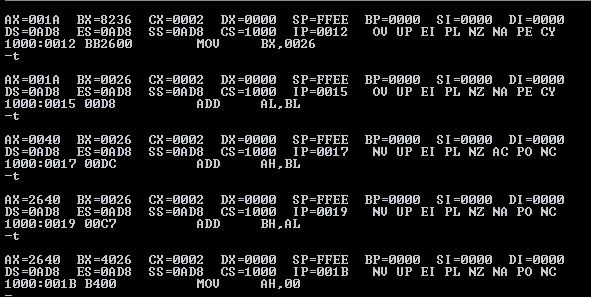 AX=001A  BX=8236  CX=0002  DX=0000  SP=FFEE  BP=0000  SI=0000  DI=0000
DS=0AD8  ES=0AD8  SS=0AD8  CS=1000  IP=0012   OV UP EI PL NZ NA PE CY
1000:0012 BB2600        MOV     BX,0026
-t
AX=001A  BX=0026  CX=0002  DX=0000  SP=FFEE  BP=0000  SI=0000  DI=0000
DS=0AD8  ES=0AD8  SS=0AD8  CS=1000  IP=0015   OV UP EI PL NZ NA PE CY
1000:0015 00D8          ADD     AL,BL
-t
AX=0040  BX=0026  CX=0002  DX=0000  SP=FFEE  BP=0000  SI=0000  DI=0000
DS=0AD8  ES=0AD8  SS=0AD8  CS=1000  IP=0017   NV UP EI PL NZ AC PO NC
1000:0017 00DC          ADD     AH,BL
-t
AX=2640  BX=0026  CX=0002  DX=0000  SP=FFEE  BP=0000  SI=0000  DI=0000
DS=0AD8  ES=0AD8  SS=0AD8  CS=1000  IP=0019   NV UP EI PL NZ NA PO NC
1000:0019 00C7          ADD     BH,AL
-t
AX=2640  BX=4026  CX=0002  DX=0000  SP=FFEE  BP=0000  SI=0000  DI=0000
DS=0AD8  ES=0AD8  SS=0AD8  CS=1000  IP=001B   NV UP EI PL NZ NA PO NC
1000:001B B400          MOV     AH,00
-